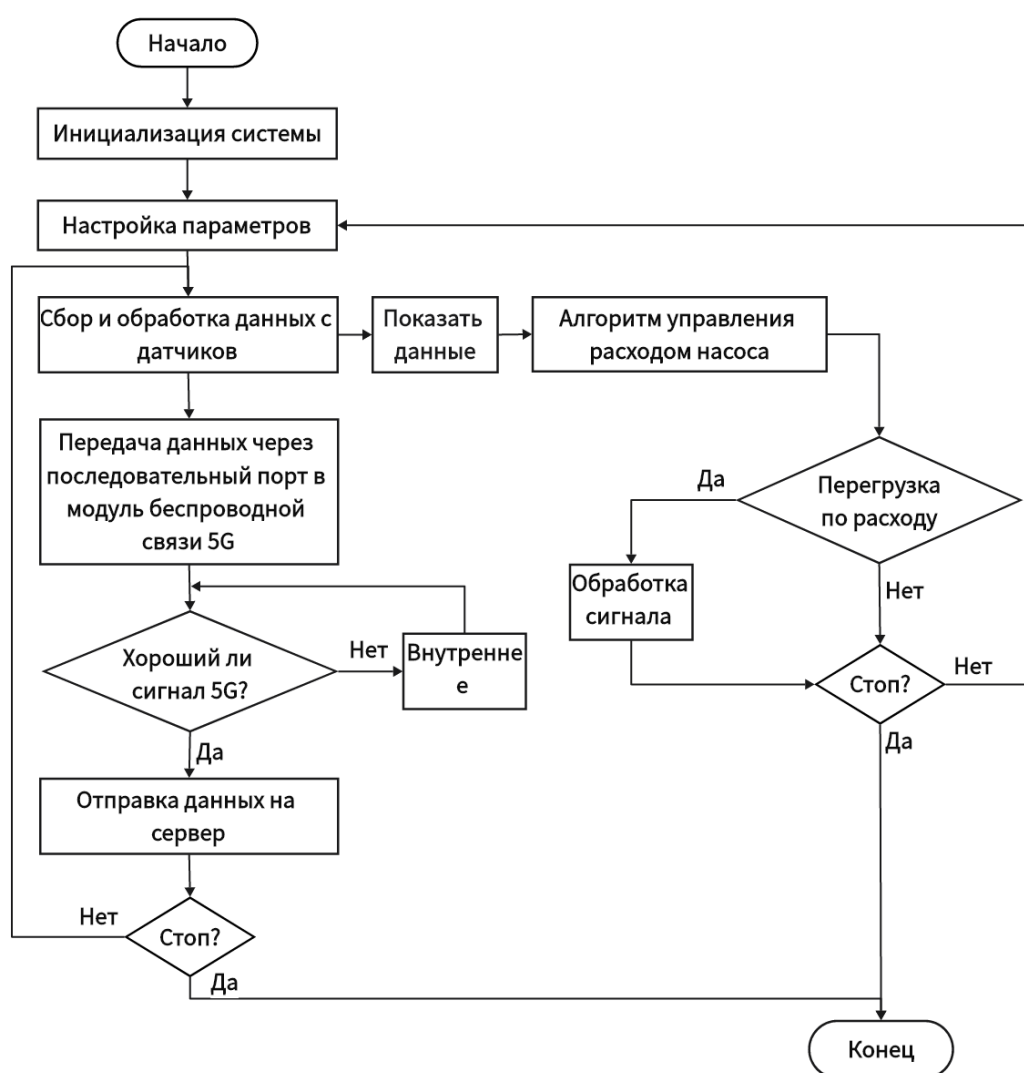 Начало
Инициализация системы
Настройка параметров
Сбор и обработка данных с
датчиков
Показать
данные
Алгоритм управления
расходом насоса
Передача данных через
последовательный порт в
модуль беспроводной
связи 5G
Да
Перегрузка
по расходу
Обработка
сигнала
Нет
Хороший ли
сигнал 5G?
Нет
Внутренне
е
Стоп?
Нет
Да
Да
Отправка данных на
сервер
Нет
Стоп?
Да
Конец